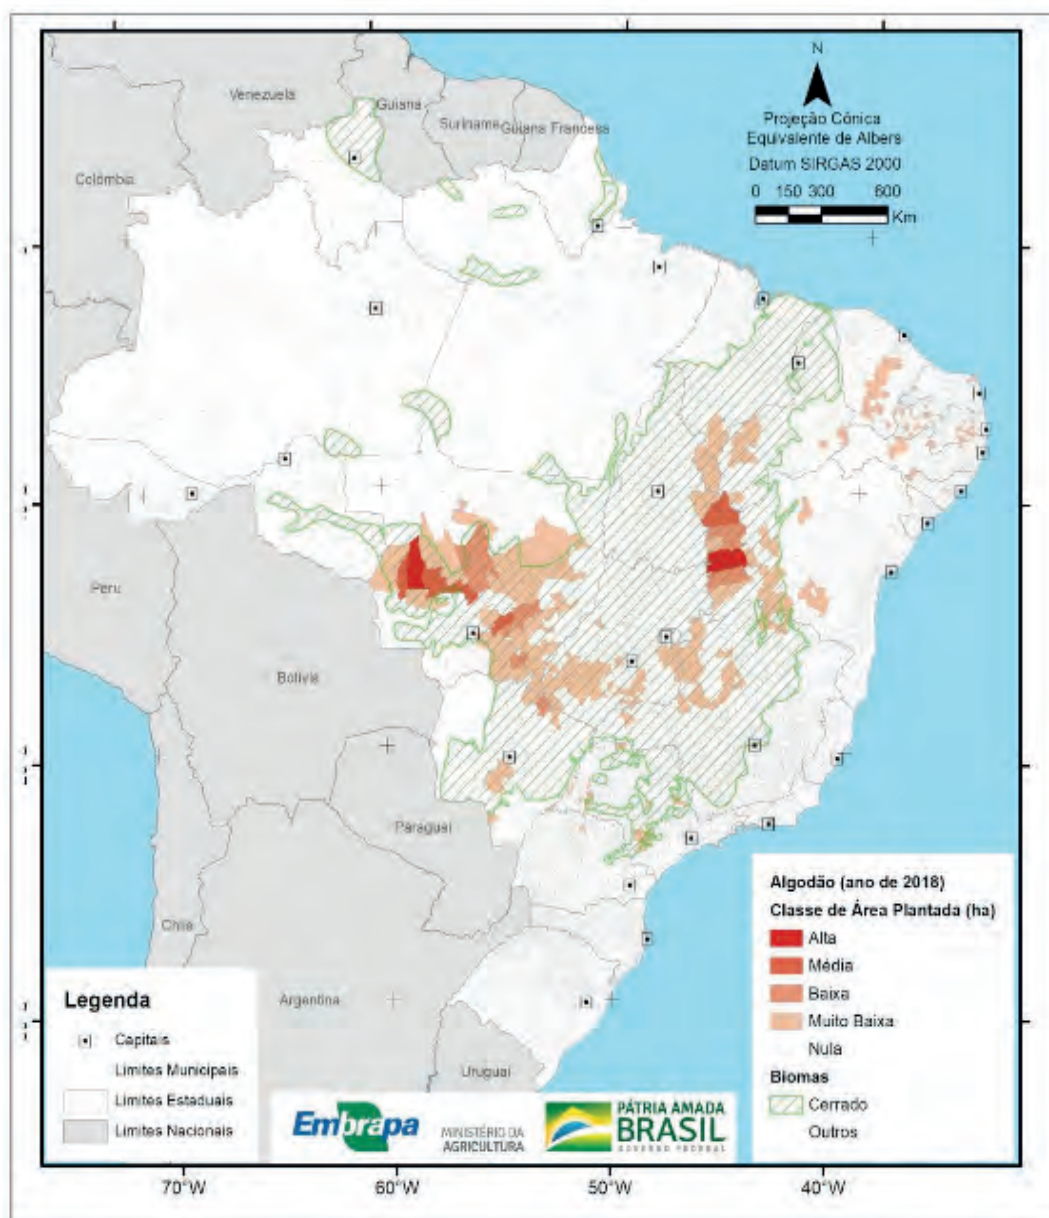 N
Projeção Cônica
Equivalente de Albers
Datum SIRGAS 2000
0 150 300 600
Km
Venezuela
Guiana
Suriname
Guiana Francesa
Colômbia
Peru
Bolívia
Paraguai
Chile
Argentina
Uruguai
Algodão (ano de 2018)
Classe de Área Plantada (ha)
Alta
Média
Baixa
Muito Baixa
Nula
Biomas
Cerrado
Outros
Legenda
Capitais
Limites Municipais
Limites Estaduais
Limites Nacionais
Embrapa
MINISTÉRIO DA
AGRICULTURA
PÁTRIA AMADA
BRASIL
GOVERNO FEDERAL
70°W 60°W 50°W 40°W